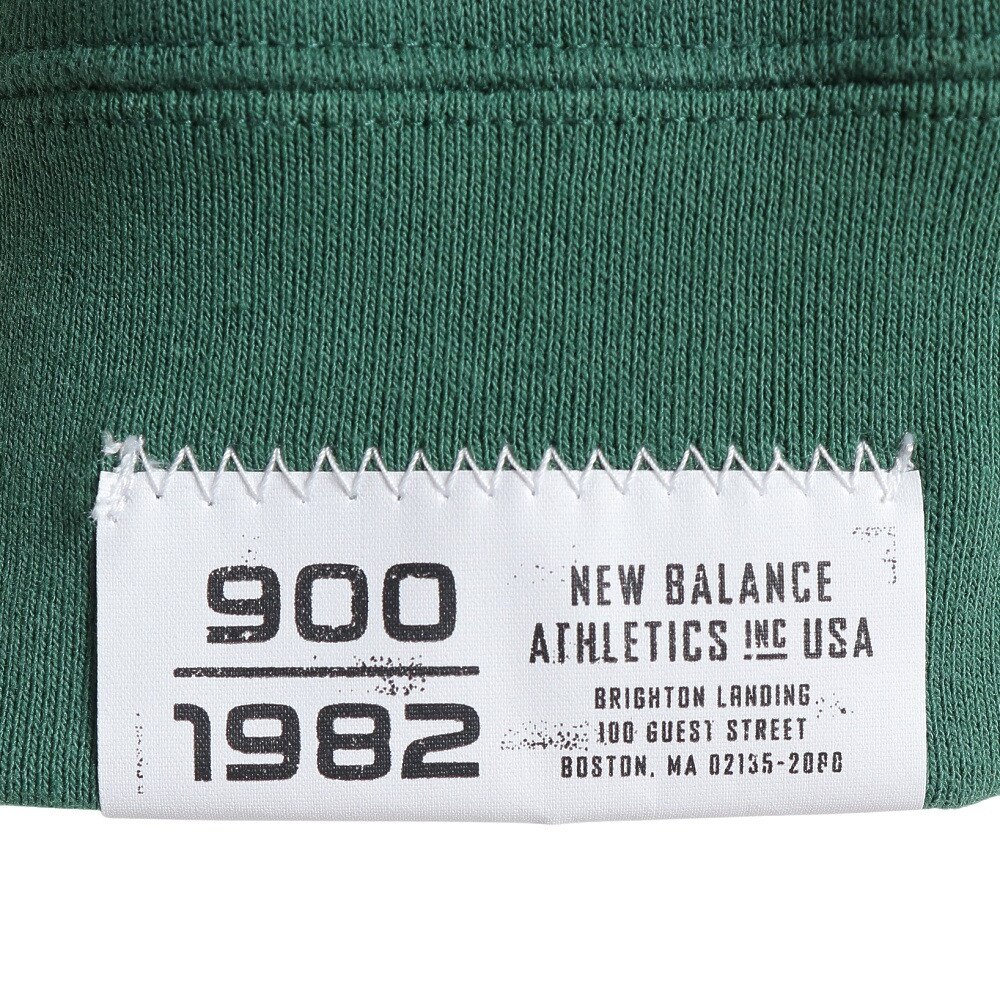 900
1982
NEW BALANCE
ATHLETICS INC USA
BRIGHTON LANDING
100 GUEST STREET
BOSTON, MA 02135-2080